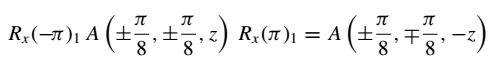 $R_x(-\pi)_1 \, A\left(\pm\frac{\pi}{8}, \pm\frac{\pi}{8}, z\right) \, R_x(\pi)_1 = A\left(\pm\frac{\pi}{8}, \mp\frac{\pi}{8}, -z\right)$